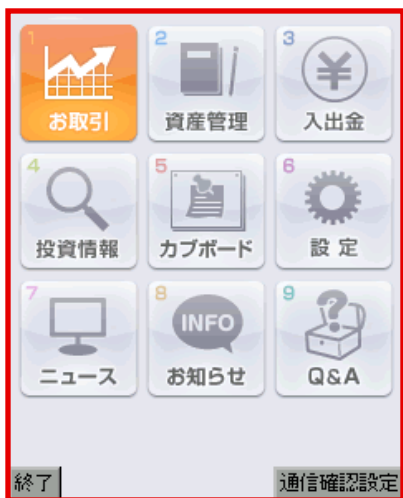 1
お取引
2
資産管理
3
入出金
4
投資情報
5
カブボード
6
設定
7
ニュース
8
INFO
お知らせ
9
Q&A
終了
通信確認設定